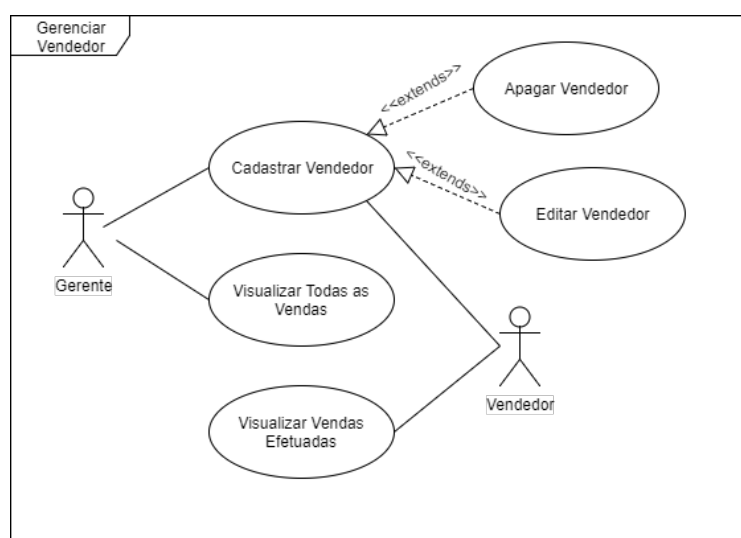 Gerenciar
Vendedor
<<extends>>
Apagar Vendedor
Cadastrar Vendedor
<<extends>>
Editar Vendedor
Gerente
Visualizar Todas as
Vendas
Vendedor
Visualizar Vendas
Efetuadas